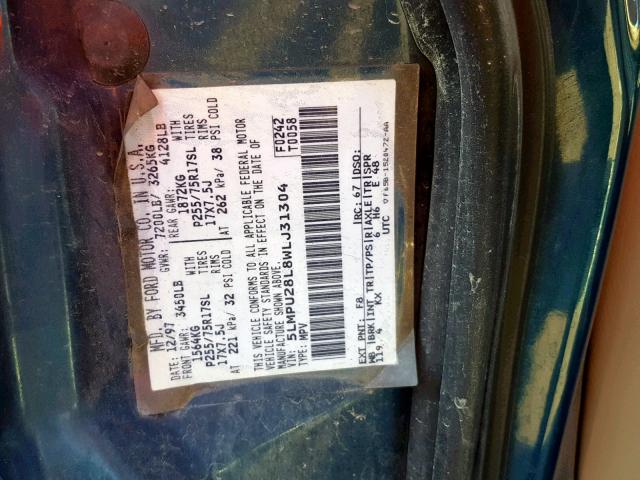 MFD. BY FORD MOTOR CO. IN U.S.A.
DATE: 12/97 GVWR: 7200LB/ 3265KG
FRONT GAWR: 3450LB REAR GAWR: 4128LB
1564KG WITH 1872KG WITH
P255/75R17SL TIRES P255/75R17SL TIRES
17X7.5J RIMS 17X7.5J RIMS
AT 221 kPa/ 32 PSI COLD AT 262 kPa/ 38 PSI COLD
THIS VEHICLE CONFORMS TO ALL APPLICABLE FEDERAL MOTOR
VEHICLE SAFETY STANDARDS IN EFFECT ON THE DATE OF
MANUFACTURE SHOWN ABOVE.
VIN: 5LMPU28L8WLJ31304 F0242
TYPE: MPV T0058
EXT PNT: F8 RC: 67 DSO:
WB BRK INT TR TP/PS R AXLE TR SPR
119 4 KX 6 H6 E 48
UTC